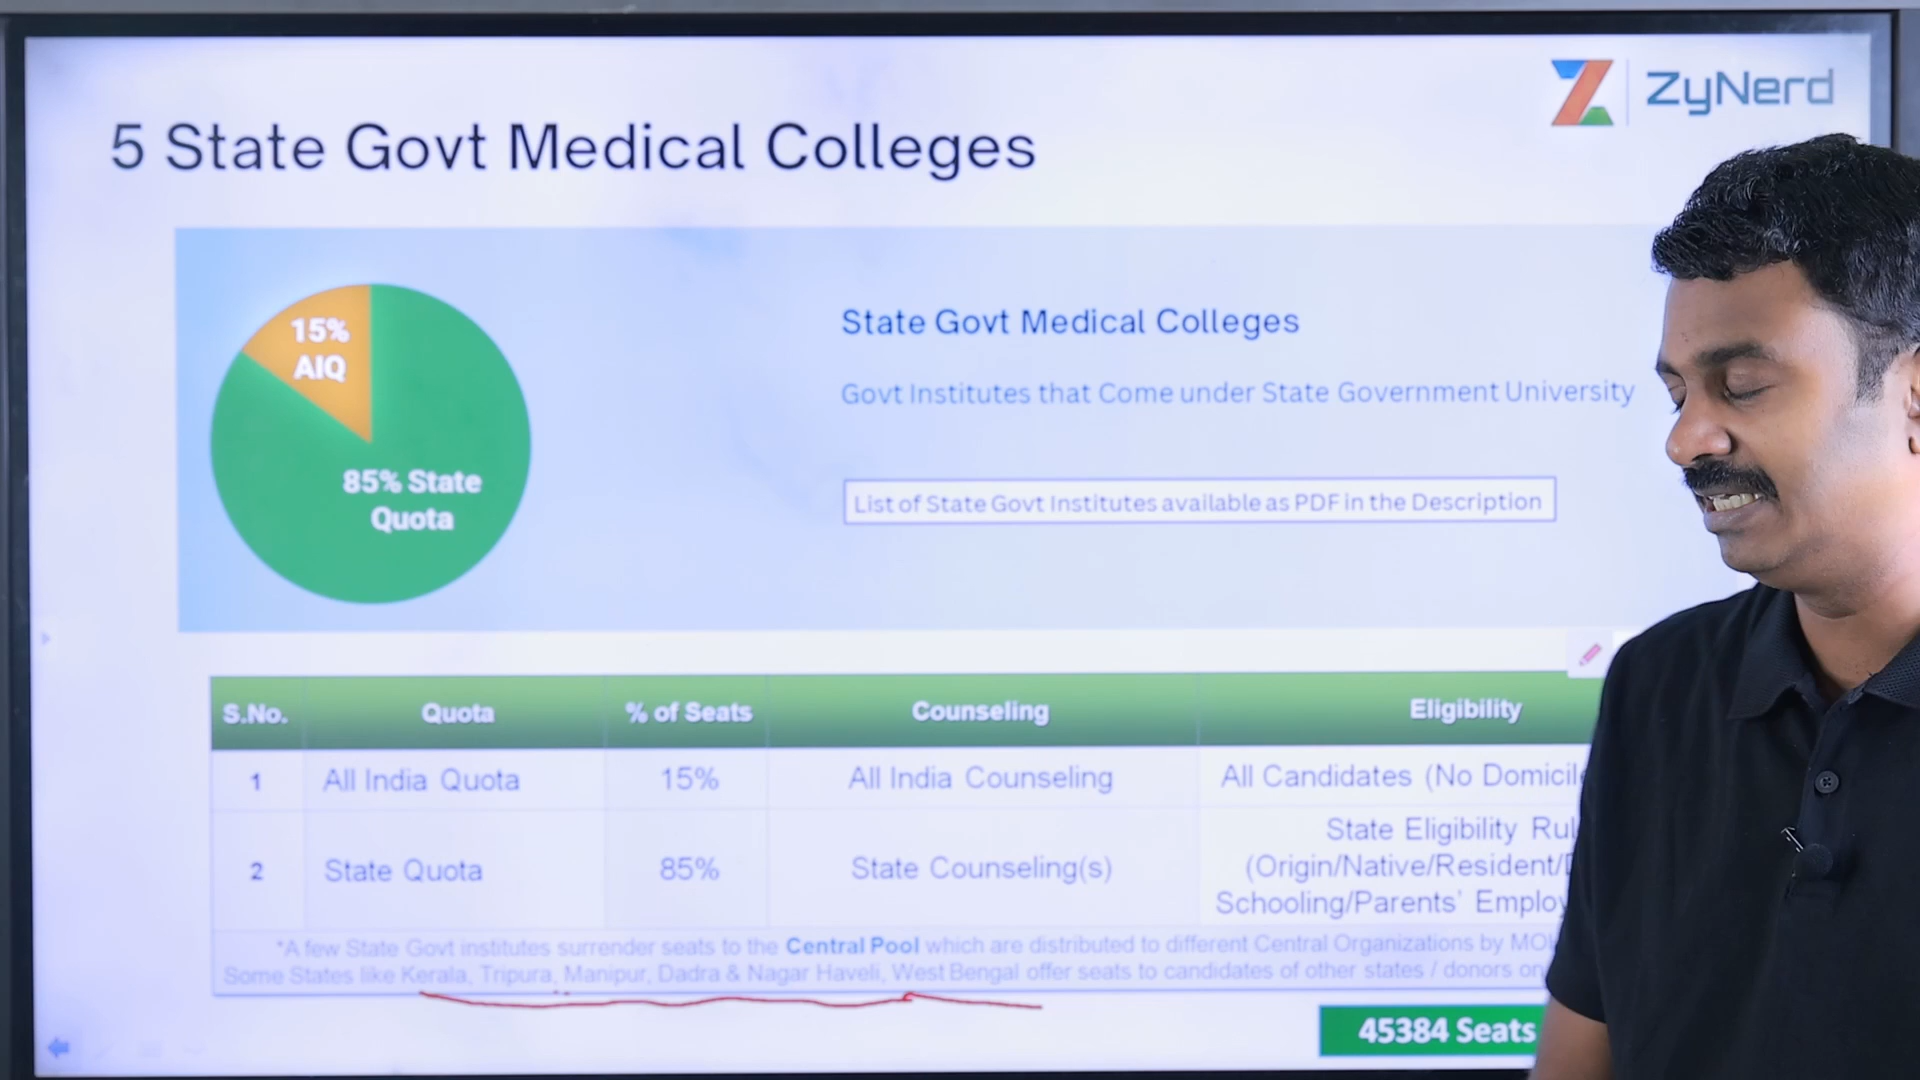 ZyNerd
5 State Govt Medical Colleges
15%
AIQ
85% State
Quota
State Govt Medical Colleges
Govt Institutes that Come under State Government University
List of State Govt Institutes available as PDF in the Description
S.No. Quota % of Seats Counseling Eligibility
1 All India Quota 15% All India Counseling All Candidates (No
State Eligibility
2 State Quota 85% State Counseling(s) (Origin/Native/Resident/
Schooling/Parents'
*A few State Govt institutes surrender seats to the Central Pool which are distributed to different Central Organizations by
Some States like Kerala, Tripura, Manipur, Dadra & Nagar Haveli, West Bengal offer seats to candidates of other states / donors on
45384 Seats